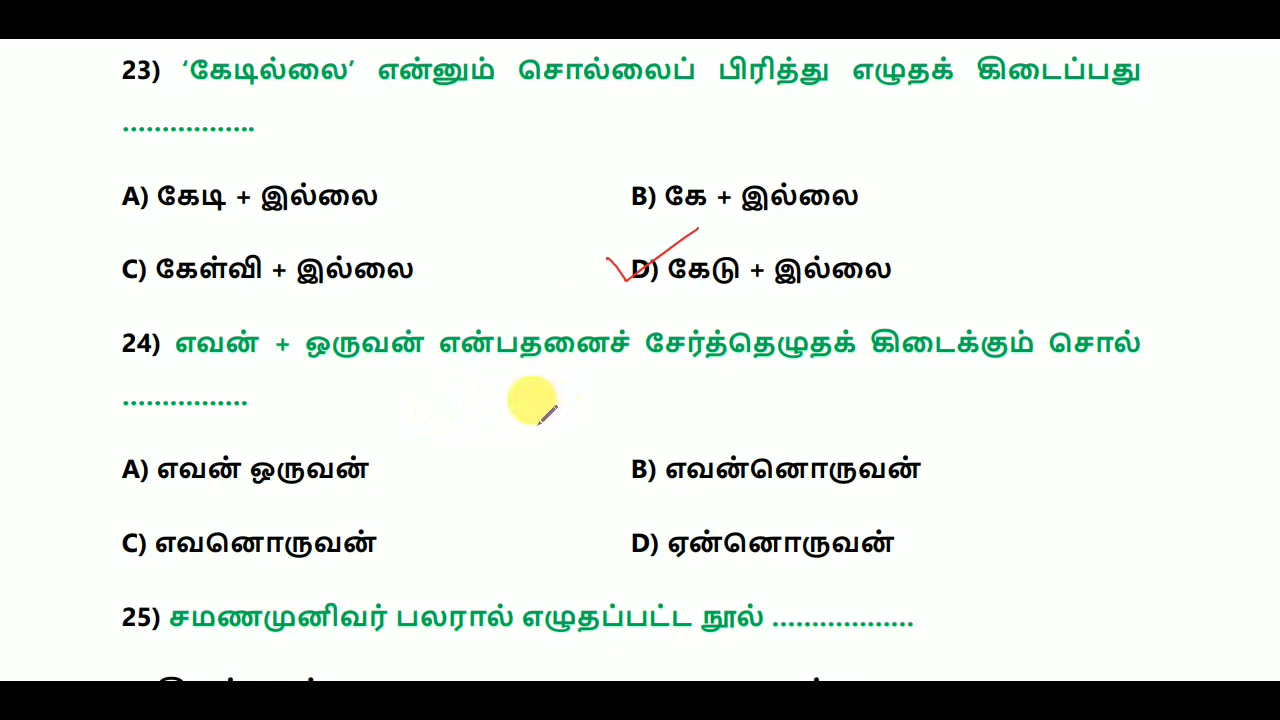 23) ‘கேடில்லை’ என்னும் சொல்லைப் பிரித்து எழுதக் கிடைப்பது
.................
A) கேடி + இல்லை B) கே + இல்லை
C) கேள்வி + இல்லை D) கேடு + இல்லை
24) எவன் + ஒருவன் என்பதனைச் சேர்த்தெழுதக் கிடைக்கும் சொல்
................
A) எவன் ஒருவன் B) எவன்னொருவன்
C) எவனொருவன் D) ஏன்னொருவன்
25) சமணமுனிவர் பலரால் எழுதப்பட்ட நூல் ..................